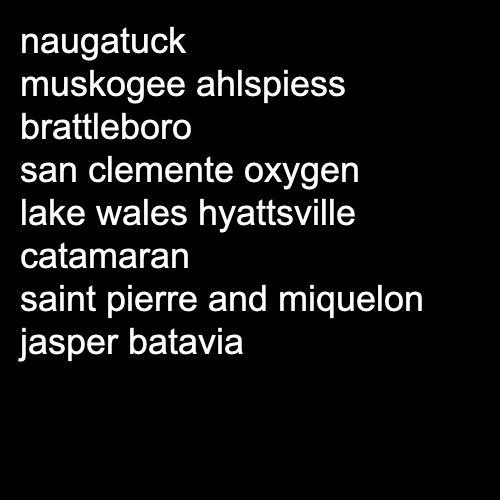 naugatuck
muskogee ahlspiess
brattleboro
san clemente oxygen
lake wales hyattsville
catamaran
saint pierre and miquelon
jasper batavia